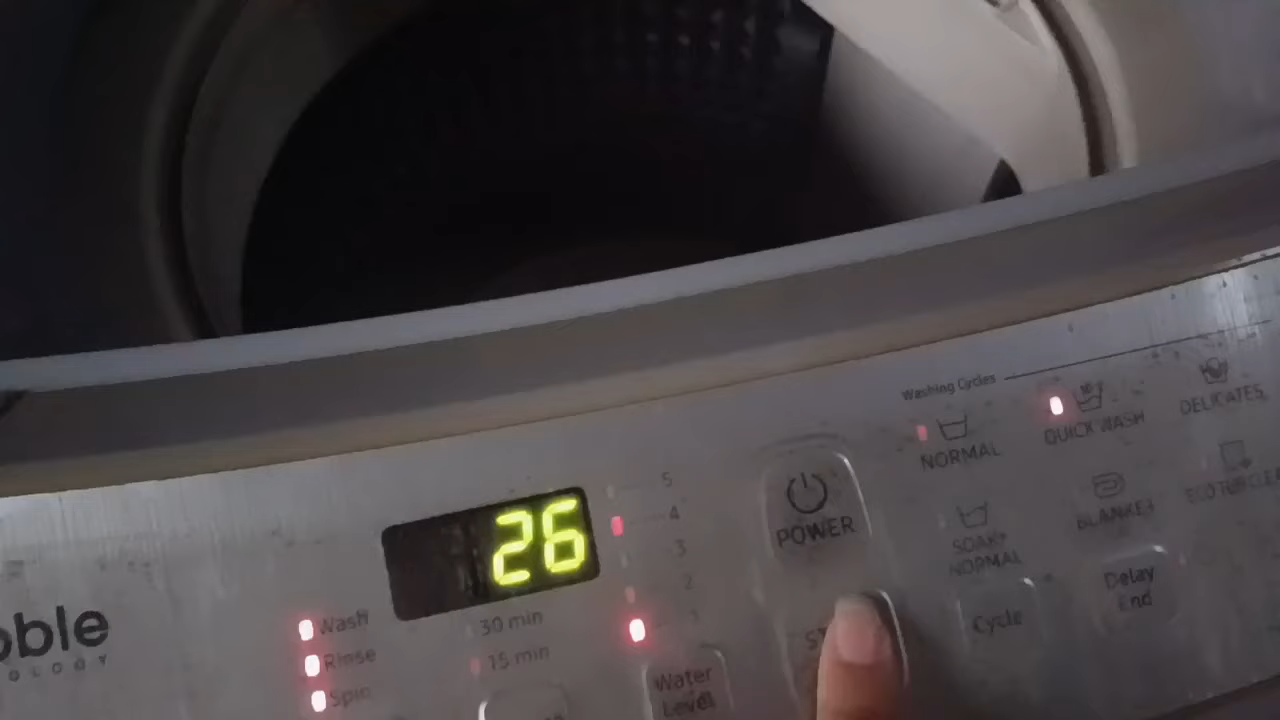 Washing Cycles
NORMAL
QUICK WASH
DELICATES
SOAK+
NORMAL
BLANKET
5
4
3
2
1
26
POWER
30 min
15 min
Wash
Rinse
Spin
Water
Level
Cycle
Delay
End